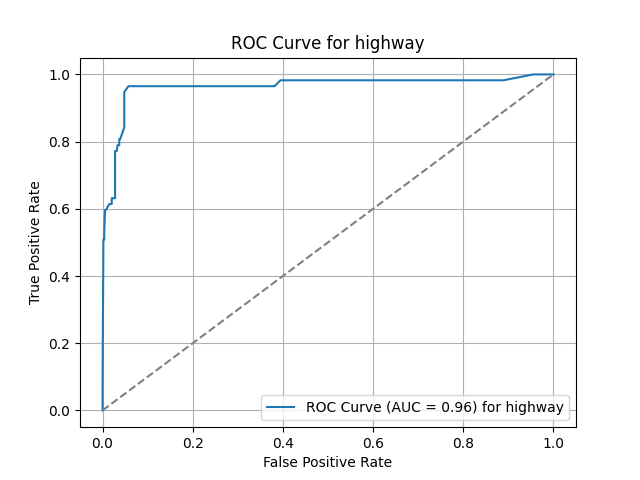 ROC Curve for highway
True Positive Rate
1.0
0.8
0.6
0.4
0.2
0.0
ROC Curve (AUC = 0.96) for highway
0.0 0.2 0.4 0.6 0.8 1.0
False Positive Rate